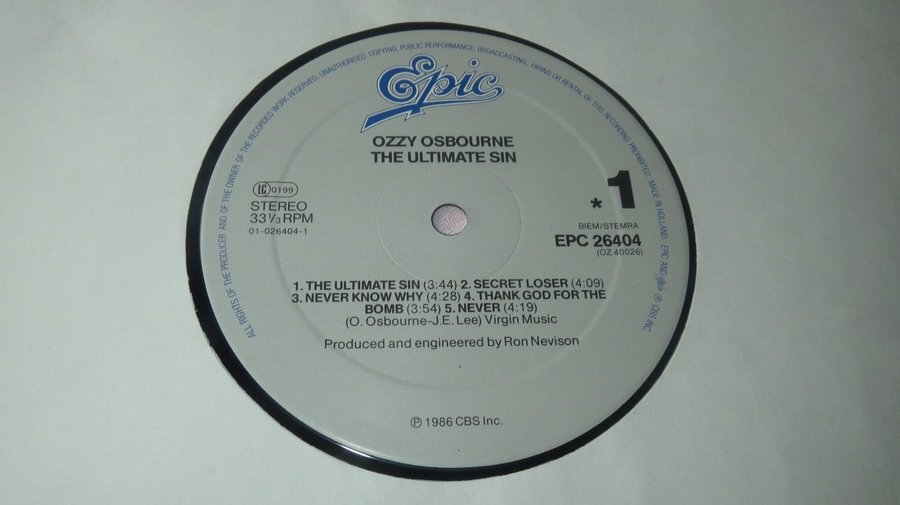 ALL RIGHTS OF THE PRODUCER AND OF THE OWNER OF THE RECORDED WORK RESERVED. UNAUTHORISED COPYING, PUBLIC PERFORMANCE, BROADCASTING, HIRING OR RENTAL OF THIS RECORDING PROHIBITED. MADE IN HOLLAND. EPIC AND ℗ CBS INC.
Epic
OZZY OSBOURNE
THE ULTIMATE SIN
LC 0199
STEREO
33⅓ RPM
01-026404-1
* 1
BIEM/STEMRA
EPC 26404
(OZ 40026)
1. THE ULTIMATE SIN (3:44) 2. SECRET LOSER (4:09)
3. NEVER KNOW WHY (4:28) 4. THANK GOD FOR THE
BOMB (3:54) 5. NEVER (4:19)
(O. Osbourne-J.E. Lee) Virgin Music
Produced and engineered by Ron Nevison
℗ 1986 CBS Inc.